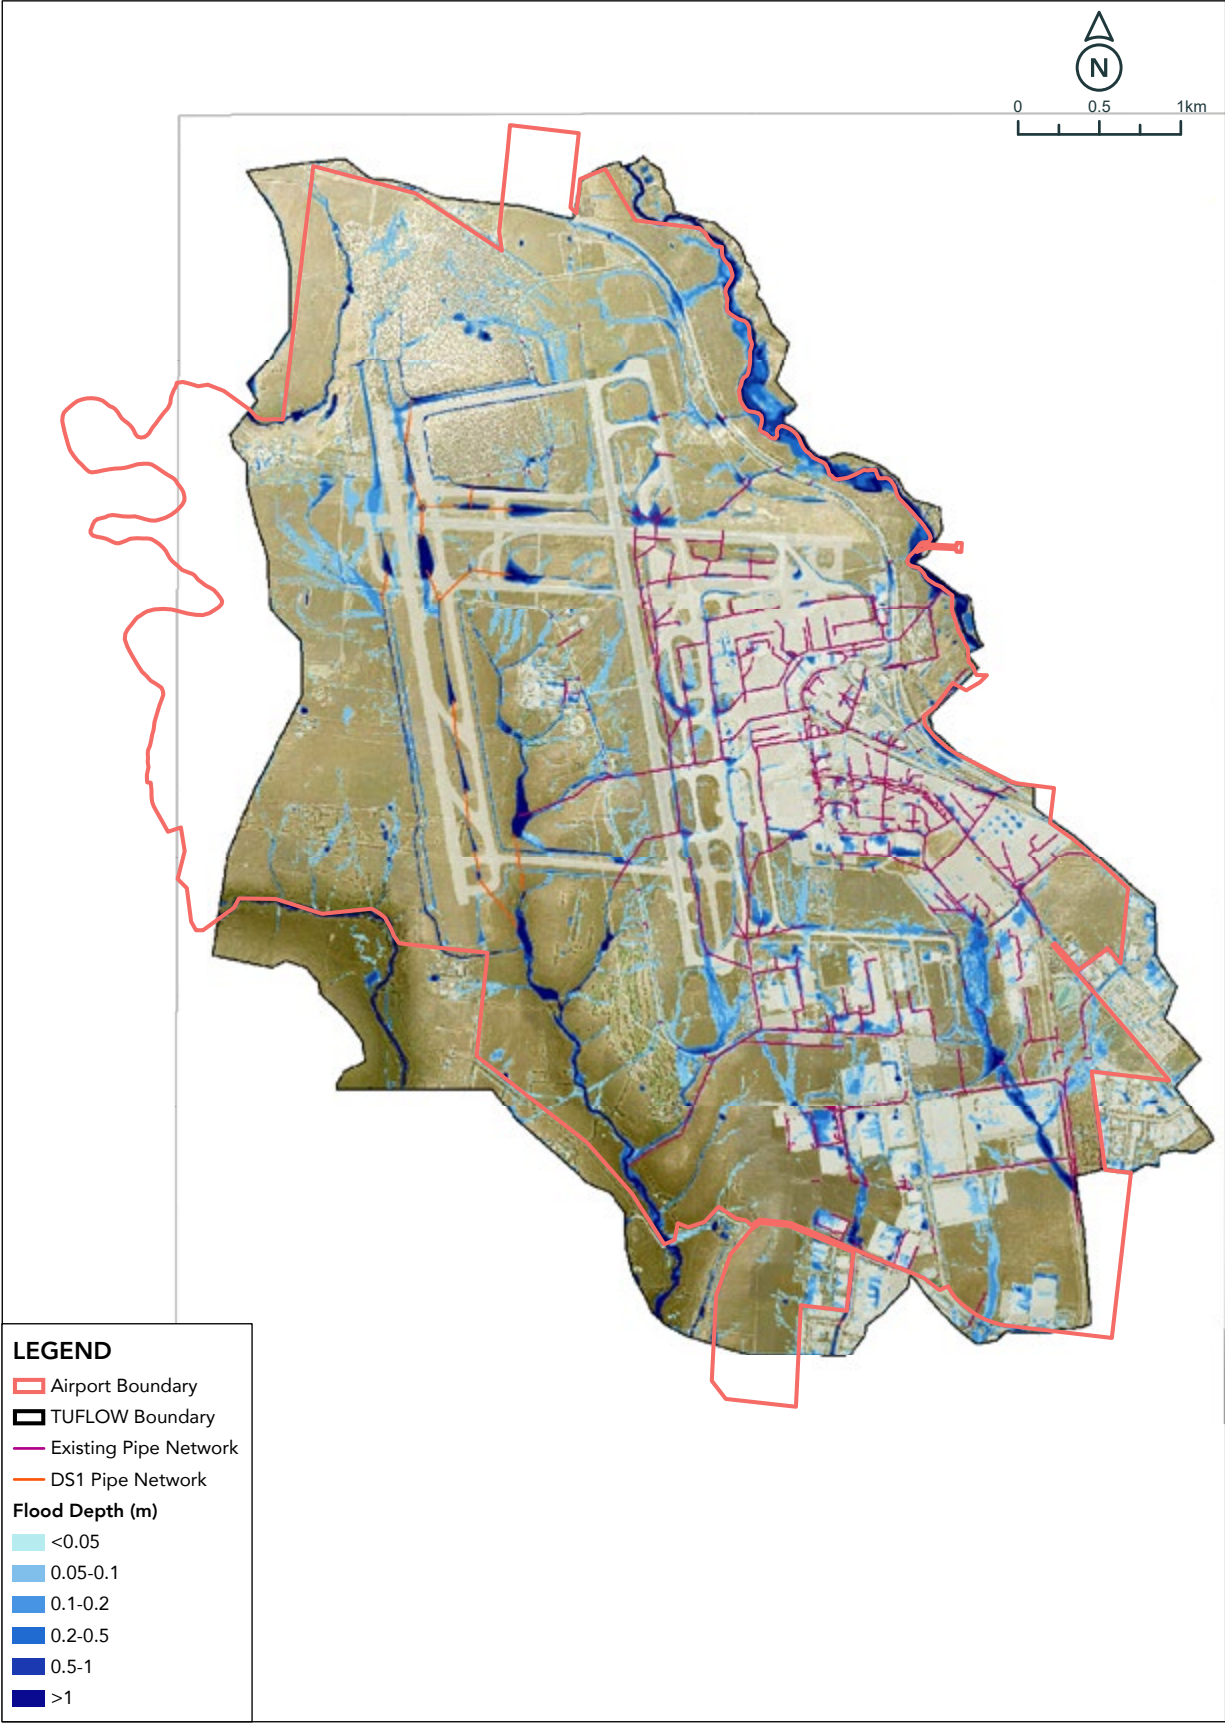 N
0 0.5 1km
LEGEND
Airport Boundary
TUFLOW Boundary
Existing Pipe Network
DS1 Pipe Network
Flood Depth (m)
<0.05
0.05-0.1
0.1-0.2
0.2-0.5
0.5-1
>1